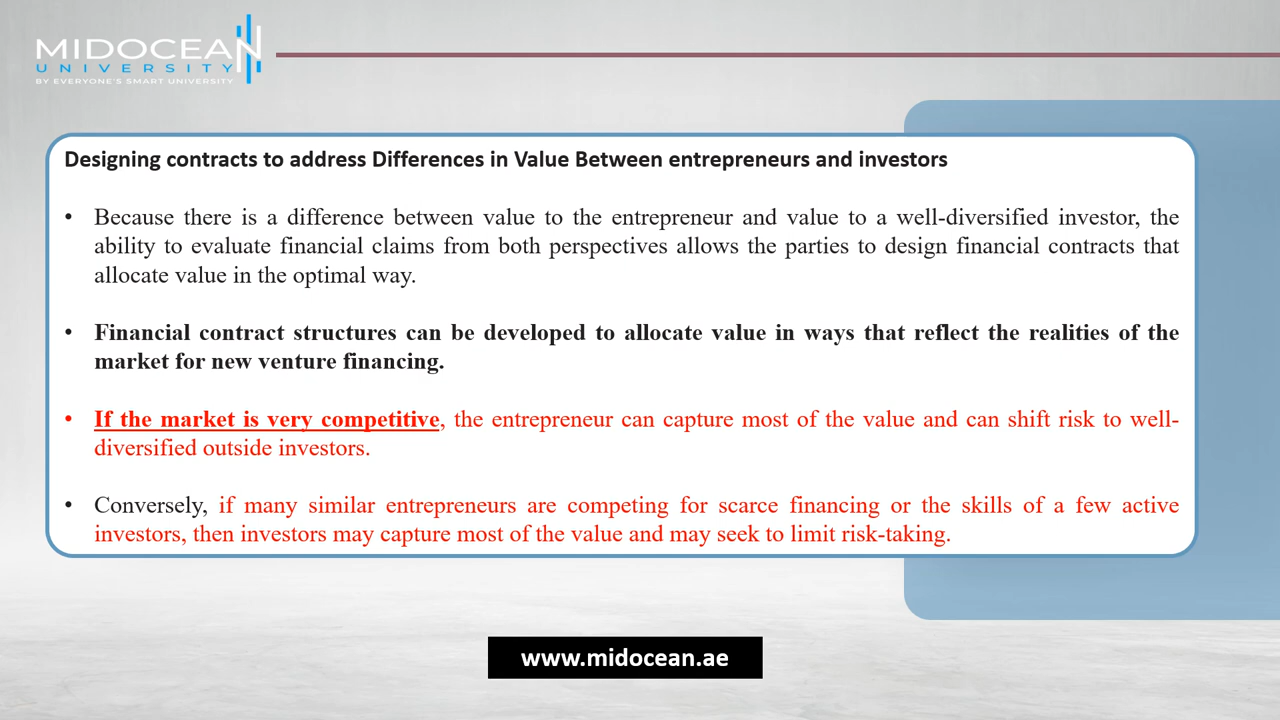 MIDOCEAN
UNIVERSITY
BY EVERYONE'S SMART UNIVERSITY
Designing contracts to address Differences in Value Between entrepreneurs and investors
• Because there is a difference between value to the entrepreneur and value to a well-diversified investor, the
ability to evaluate financial claims from both perspectives allows the parties to design financial contracts that
allocate value in the optimal way.
• Financial contract structures can be developed to allocate value in ways that reflect the realities of the
market for new venture financing.
• If the market is very competitive, the entrepreneur can capture most of the value and can shift risk to well-
diversified outside investors.
• Conversely, if many similar entrepreneurs are competing for scarce financing or the skills of a few active
investors, then investors may capture most of the value and may seek to limit risk-taking.
www.midocean.ae